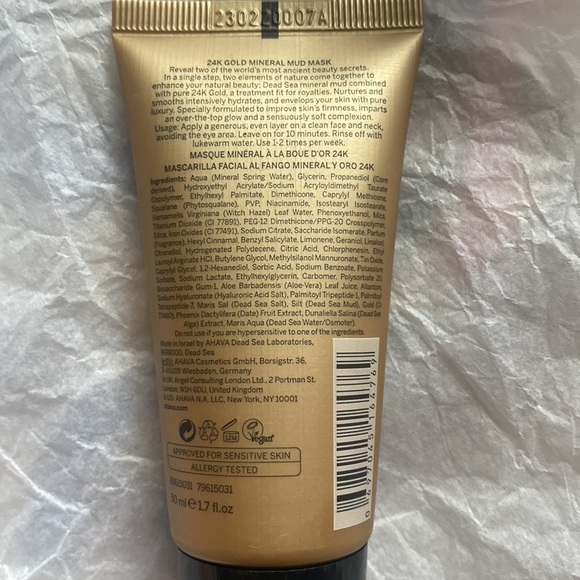 230220007A
24K GOLD MINERAL MUD MASK
Reveal two of the world's most ancient beauty secrets.
In a single step, two elements of nature come together to
enhance your natural beauty: Dead Sea mineral mud combined
with pure 24K Gold, a treatment fit for royalties. Nurtures and
smooths intensively hydrates, and envelops your skin with pure
luxury. Specially formulated to improve skin's firmness, imparts
an over-the-top glow and a sensuously soft complexion.
Usage: Apply a generous, even layer on a clean face and neck,
avoiding the eye area. Leave on for 10 minutes. Rinse off with
lukewarm water. Use 1-2 times per week.
MASQUE MINÉRAL À LA BOUE D'OR 24K
MASCARILLA FACIAL AL FANGO MINERAL Y ORO 24K
Ingredients: Aqua (Mineral Spring Water), Glycerin, Propanediol (Corn
derived), Hydroxyethyl Acrylate/Sodium Acryloyldimethyl Taurate
Copolymer, Ethylhexyl Palmitate, Dimethicone, Caprylyl Methicone,
Squalane (Phytosqualane), PVP, Niacinamide, Isostearyl Isostearate,
Hamamelis Virginiana (Witch Hazel) Leaf Water, Phenoxyethanol, Mica,
Titanium Dioxide (CI 77891), PEG-12 Dimethicone/PPG-20 Crosspolymer,
Silica, Iron Oxides (CI 77491), Sodium Citrate, Saccharide Isomerate, Parfum
(Fragrance), Hexyl Cinnamal, Benzyl Salicylate, Limonene, Geraniol, Linalool,
Citronellol, Hydrogenated Polydecene, Citric Acid, Chlorphenesin, Ethyl
Lauroyl Arginate HCl, Butylene Glycol, Methylsilanol Mannuronate, Tin Oxide,
Caprylyl Glycol, 1,2-Hexanediol, Sorbic Acid, Sodium Benzoate, Potassium
Sorbate, Sodium Lactate, Ethylhexylglycerin, Carbomer, Polysorbate 20,
Biosaccharide Gum-1, Aloe Barbadensis (Aloe-Vera) Leaf Juice, Allantoin,
Sodium Hyaluronate (Hyaluronic Acid Salt), Palmitoyl Tripeptide-1, Palmitoyl
Tetrapeptide-7, Maris Sal (Dead Sea Salt), Silt (Dead Sea Mud), Gold (CI
77480), Phoenix Dactylifera (Date) Fruit Extract, Dunaliella Salina (Dead Sea
Alga) Extract, Maris Aqua (Dead Sea Water/Osmoter).
Do not use if you are hypersensitive to one of the ingredients.
Made in Israel by AHAVA Dead Sea Laboratories,
Dead Sea
AHAVA Cosmetics GmbH, Borsigstr. 36,
D-65205 Wiesbaden, Germany
in UK: Angel Consulting London Ltd., 2 Portman St.
London, W1H 6DU, United Kingdom
in US: AHAVA N.A. LLC, New York, NY 10001
ahava.com
12M
Vegan
APPROVED FOR SENSITIVE SKIN
ALLERGY TESTED
79615031
50 ml e 1.7 fl.oz
0 697045 164769